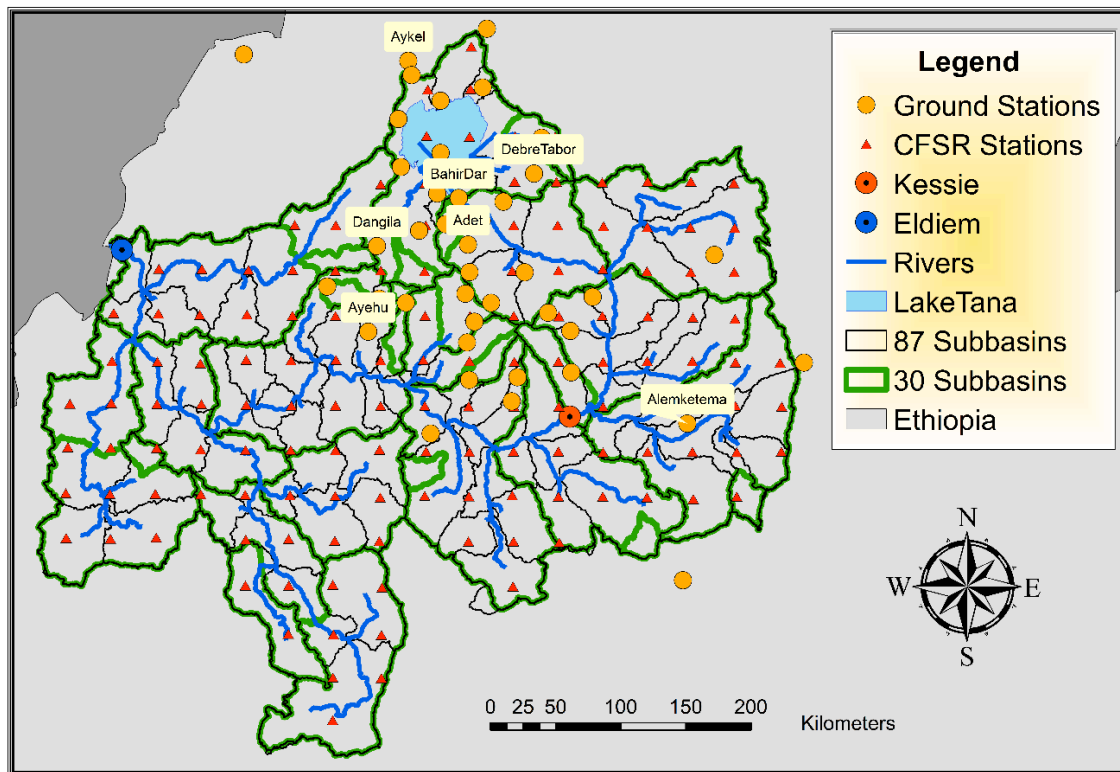 Aykel
DebreTabor
BahirDar
Dangila
Adet
Ayehu
Alemketema
Legend
Ground Stations
CFSR Stations
Kessie
Eldiem
Rivers
LakeTana
87 Subbasins
30 Subbasins
Ethiopia
N
W E
S
0 25 50 100 150 200
Kilometers